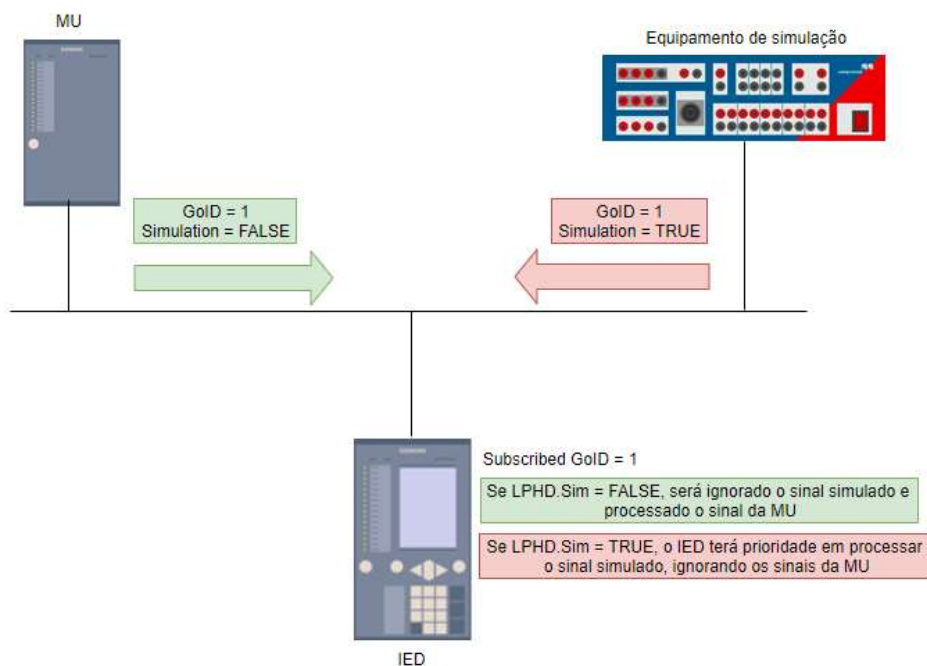 MU
Equipamento de simulação
GoID = 1
Simulation = FALSE
GoID = 1
Simulation = TRUE
Subscribed GoID = 1
Se LPHD.Sim = FALSE, será ignorado o sinal simulado e
processado o sinal da MU
Se LPHD.Sim = TRUE, o IED terá prioridade em processar
o sinal simulado, ignorando os sinais da MU
IED